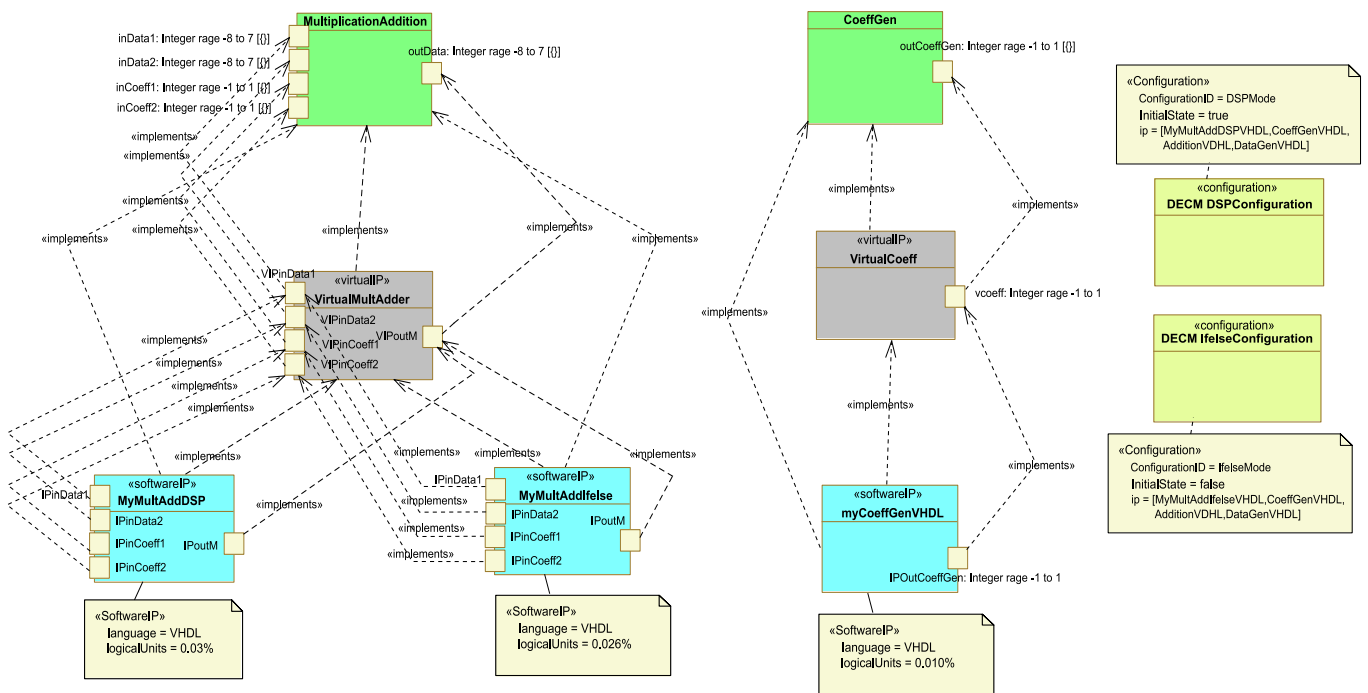 MultiplicationAddition
inData1: Integer rage -8 to 7 [{}]
inData2: Integer rage -8 to 7 [{}]
inCoeff1: Integer rage -1 to 1 [{}]
inCoeff2: Integer rage -1 to 1 [{}]
outData: Integer rage -8 to 7 [{}]
«implements»
«implements»
«implements»
«implements»
«implements»
«implements»
«implements»
«implements»
«virtualIP»
VirtualMultAdder
VIPinData1
VIPinData2
VIPinCoeff1
VIPinCoeff2
VIPoutM
«implements»
«implements»
«implements»
«implements»
«implements»
«implements»
«implements»
«implements»
«implements»
«implements»
«implements»
«implements»
«softwareIP»
MyMultAddDSP
IPinData1
IPinData2
IPinCoeff1
IPinCoeff2
IPoutM
«SoftwareIP»
language = VHDL
logicalUnits = 0.03%
«softwareIP»
MyMultAddIfelse
IPinData1
IPinData2
IPinCoeff1
IPinCoeff2
IPoutM
«SoftwareIP»
language = VHDL
logicalUnits = 0.026%
CoeffGen
outCoeffGen: Integer rage -1 to 1 [{}]
«implements»
«implements»
«virtualIP»
VirtualCoeff
vcoeff: Integer rage -1 to 1
«implements»
«implements»
«implements»
«softwareIP»
myCoeffGenVHDL
IPOutCoeffGen: Integer rage -1 to 1
«SoftwareIP»
language = VHDL
logicalUnits = 0.010%
«Configuration»
ConfigurationID = DSPMode
InitialState = true
ip = [MyMultAddDSPVHDL,CoeffGenVHDL,
AdditionVDHL,DataGenVHDL]
«configuration»
DECM DSPConfiguration
«configuration»
DECM IfelseConfiguration
«Configuration»
ConfigurationID = IfelseMode
InitialState = false
ip = [MyMultAddIfelseVHDL,CoeffGenVHDL,
AdditionVDHL,DataGenVHDL]